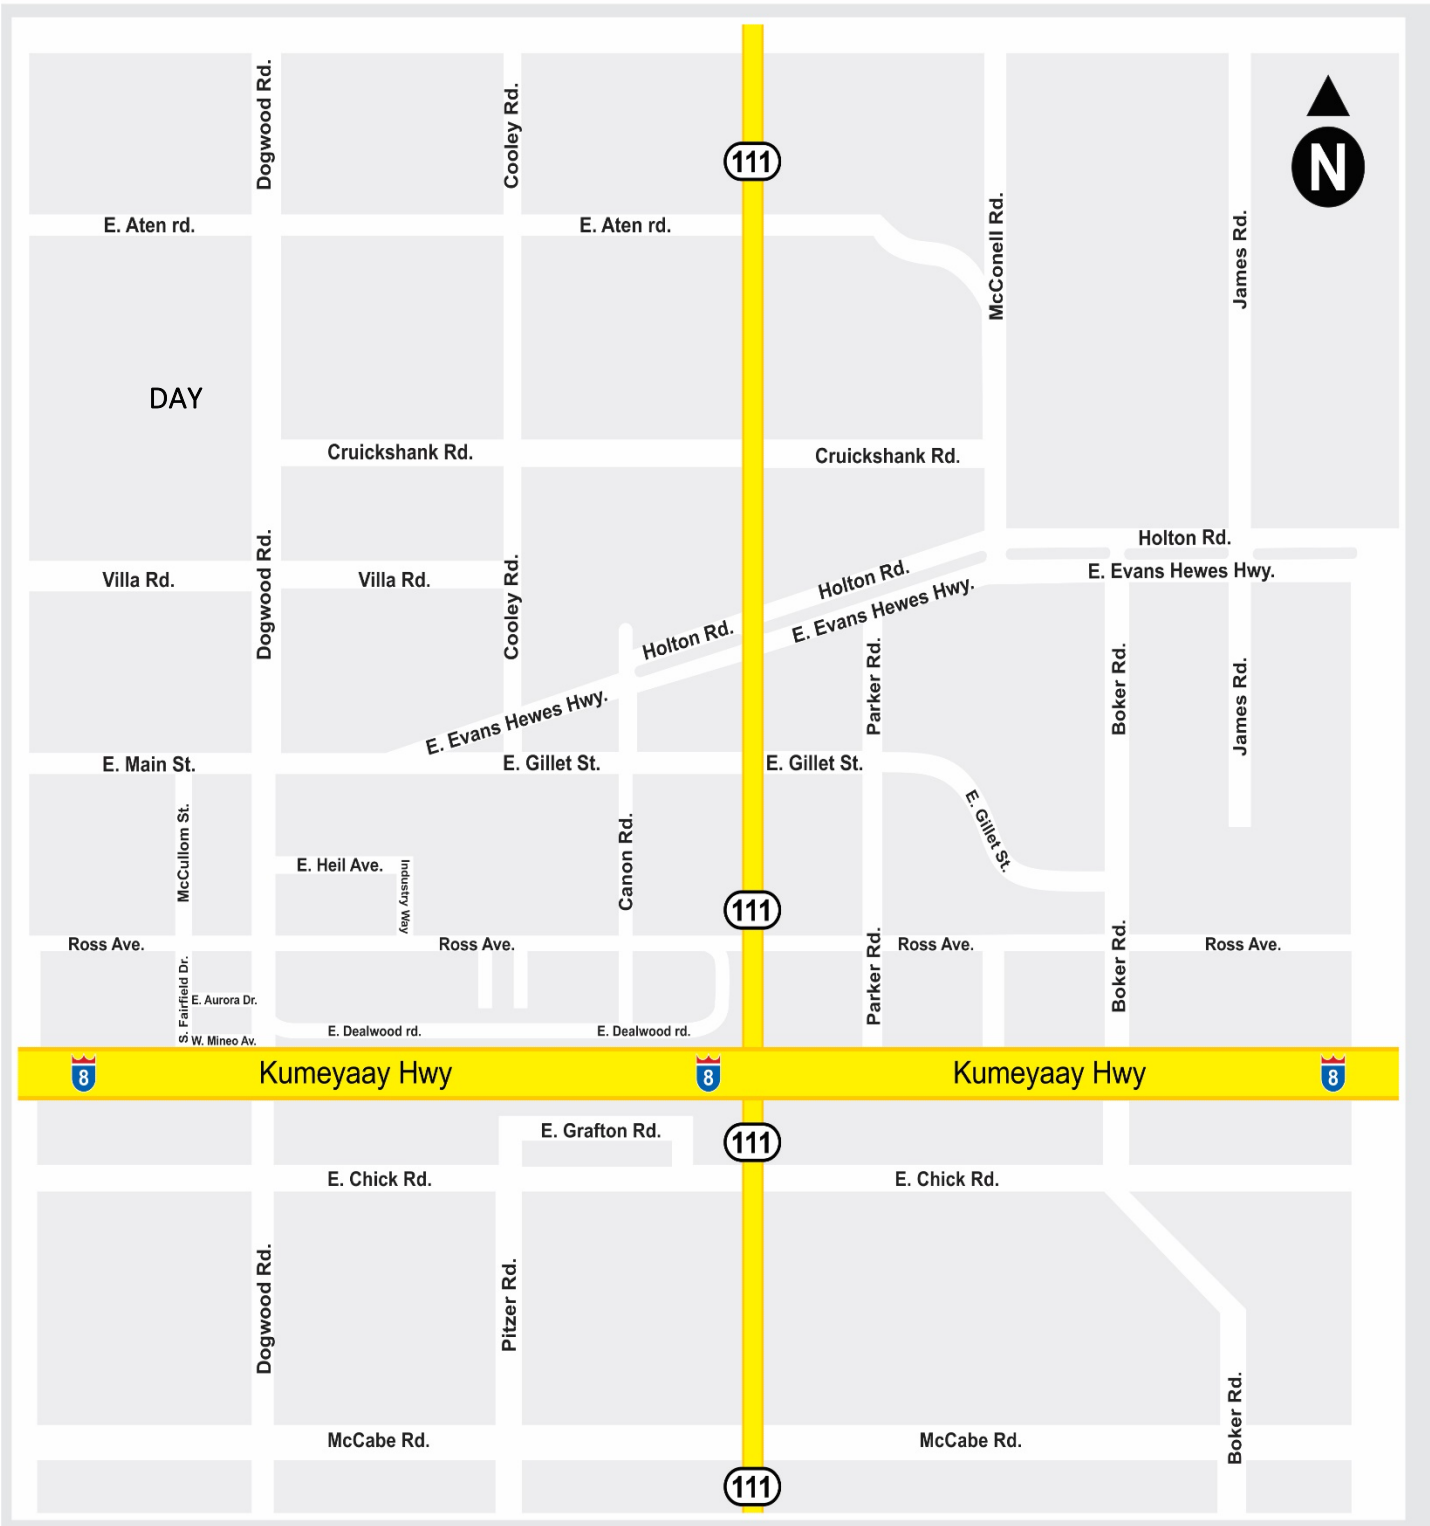 Dogwood Rd.
Cooley Rd.
111
N
E. Aten rd.
E. Aten rd.
McConell Rd.
James Rd.
DAY
Cruickshank Rd.
Cruickshank Rd.
Holton Rd.
Villa Rd.
Dogwood Rd.
Villa Rd.
Cooley Rd.
Holton Rd.
E. Evans Hewes Hwy.
Holton Rd.
E. Evans Hewes Hwy.
Parker Rd.
Boker Rd.
James Rd.
E. Evans Hewes Hwy.
E. Main St.
E. Gillet St.
E. Gillet St.
McCullom St.
E. Heil Ave.
Industry Way
Canon Rd.
E. Gillet St.
111
Ross Ave.
Ross Ave.
Ross Ave.
Ross Ave.
Parker Rd.
Boker Rd.
S. Fairfield Dr.
E. Aurora Dr.
W. Mineo Av.
E. Dealwood rd.
E. Dealwood rd.
8
Kumeyaay Hwy
8
Kumeyaay Hwy
8
E. Grafton Rd.
111
E. Chick Rd.
E. Chick Rd.
Dogwood Rd.
Pitzer Rd.
Boker Rd.
McCabe Rd.
McCabe Rd.
111